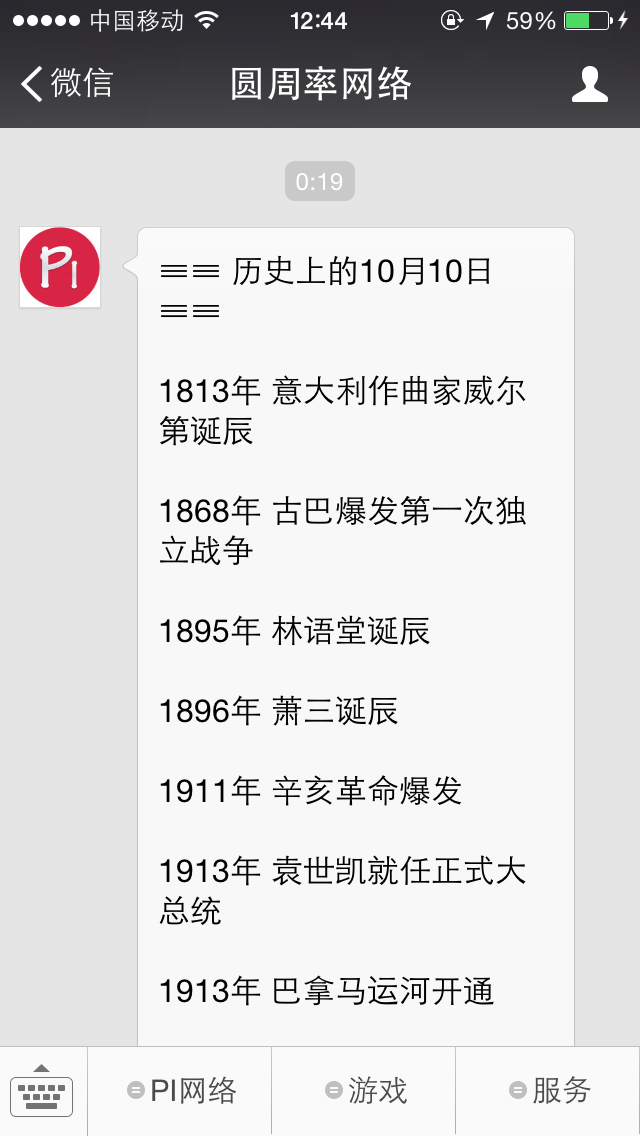 中国移动 12:44 59%
微信 圆周率网络
0:19
PI
≡≡ 历史上的10月10日
≡≡
1813年 意大利作曲家威尔
第诞辰
1868年 古巴爆发第一次独
立战争
1895年 林语堂诞辰
1896年 萧三诞辰
1911年 辛亥革命爆发
1913年 袁世凯就任正式大
总统
1913年 巴拿马运河开通
PI网络 游戏 服务